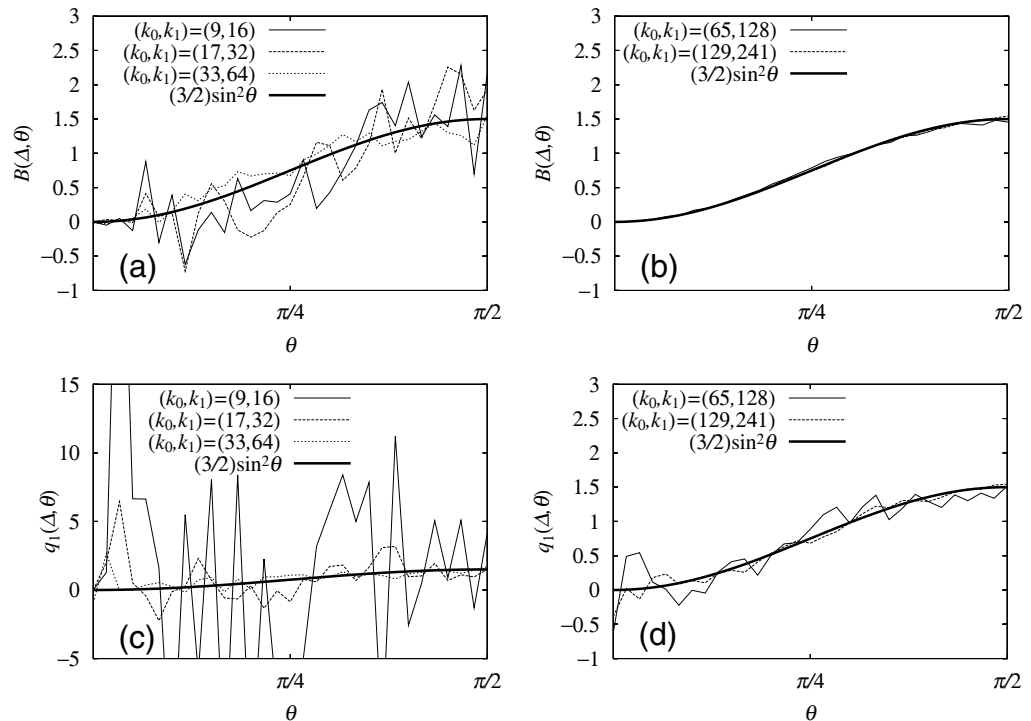 3
2.5
2
1.5
1
0.5
0
−0.5
−1
B(Δ,θ)
(k₀,k₁)=(9,16)
(k₀,k₁)=(17,32)
(k₀,k₁)=(33,64)
(3/2)sin²θ
(a)
π/4
π/2
θ
3
2.5
2
1.5
1
0.5
0
−0.5
−1
B(Δ,θ)
(k₀,k₁)=(65,128)
(k₀,k₁)=(129,241)
(3/2)sin²θ
(b)
π/4
π/2
θ
15
10
5
0
−5
q₁(Δ,θ)
(k₀,k₁)=(9,16)
(k₀,k₁)=(17,32)
(k₀,k₁)=(33,64)
(3/2)sin²θ
(c)
π/4
π/2
θ
3
2.5
2
1.5
1
0.5
0
−0.5
−1
q₁(Δ,θ)
(k₀,k₁)=(65,128)
(k₀,k₁)=(129,241)
(3/2)sin²θ
(d)
π/4
π/2
θ